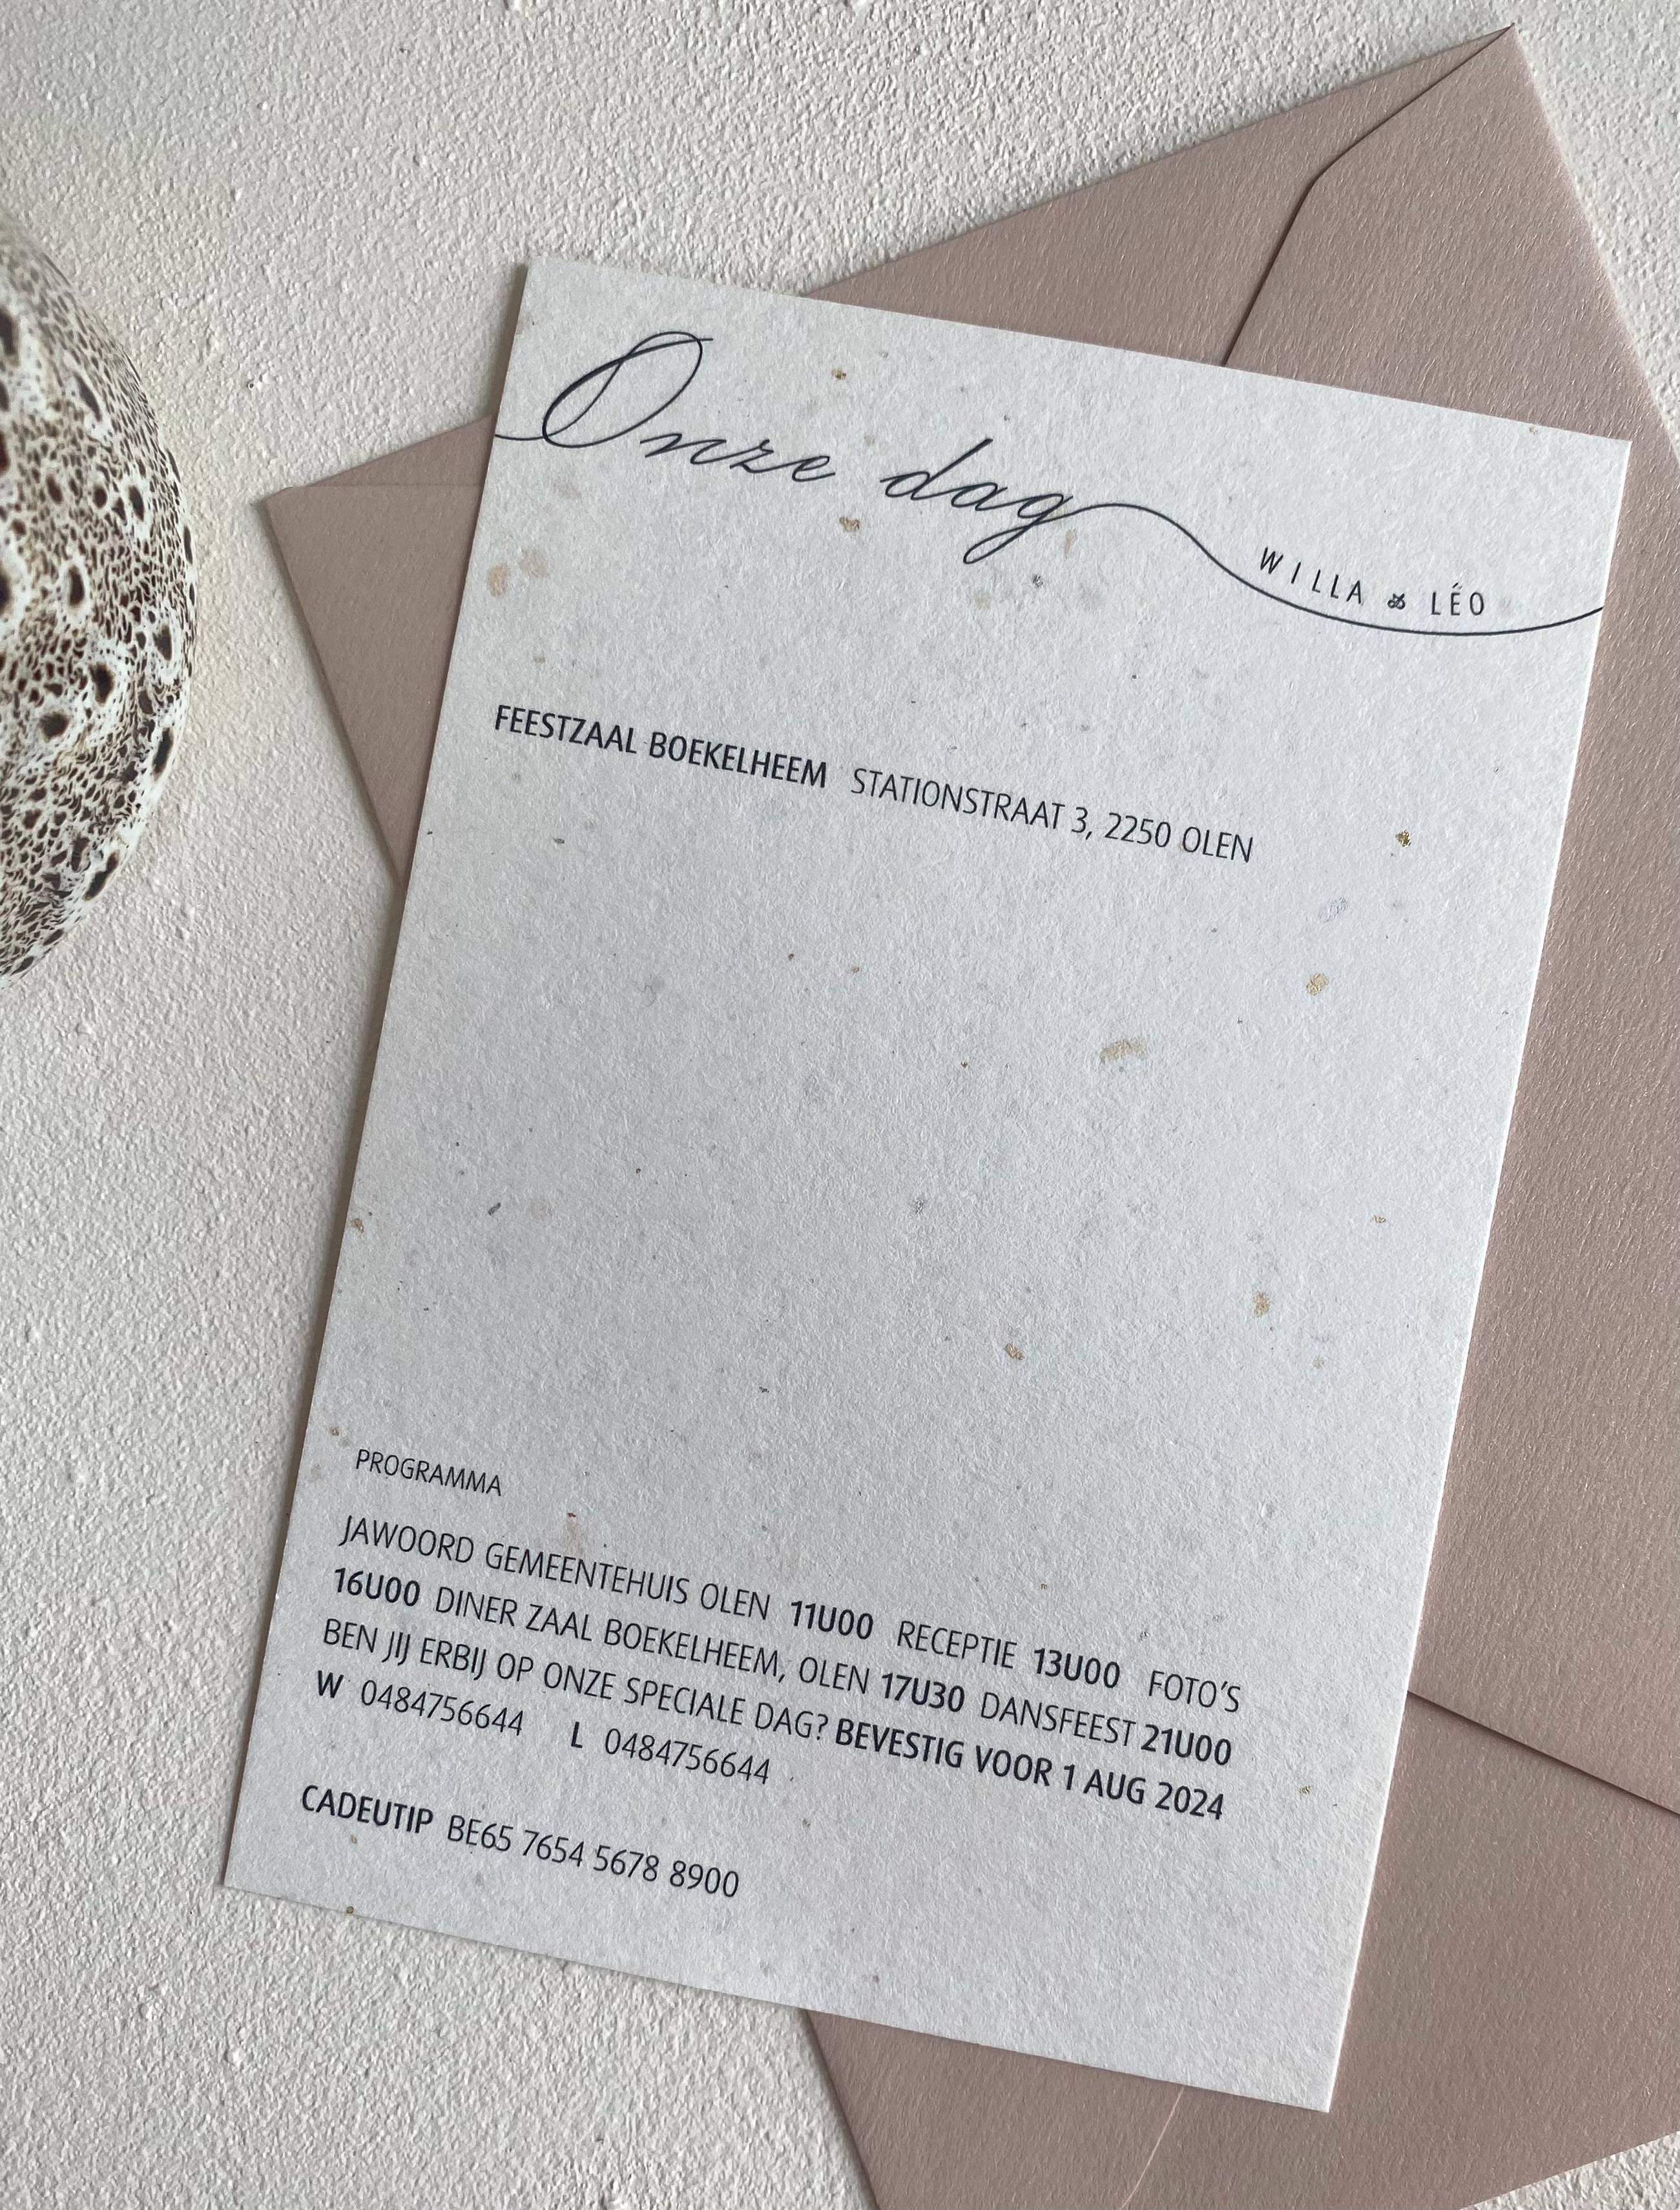 Onze dag
WILLA & LÉO
FEESTZAAL BOEKELHEEM STATIONSTRAAT 3, 2250 OLEN
PROGRAMMA
JAWOORD GEMEENTEHUIS OLEN 11U00 RECEPTIE 13U00 FOTO'S
16U00 DINER ZAAL BOEKELHEEM, OLEN 17U30 DANSFEEST 21U00
BEN JIJ ERBIJ OP ONZE SPECIALE DAG? BEVESTIG VOOR 1 AUG 2024
W 0484756644 L 0484756644
CADEUTIP BE65 7654 5678 8900